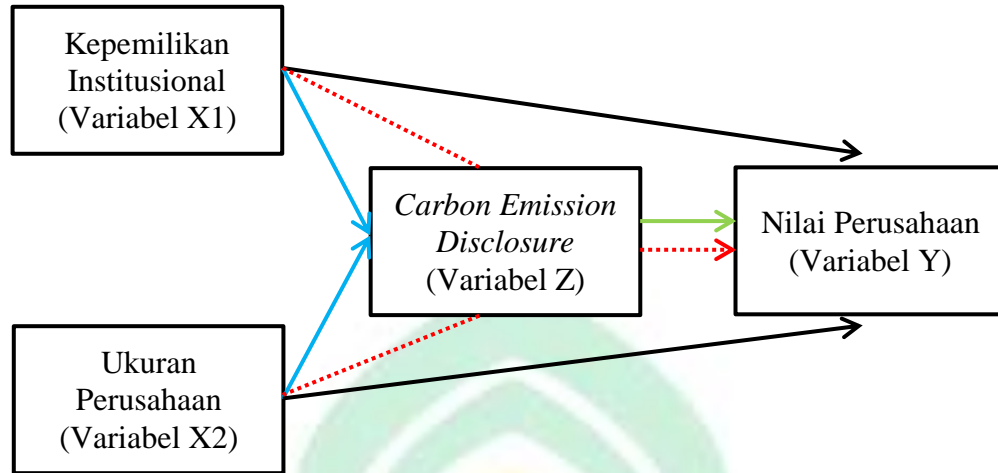 Kepemilikan
Institusional
(Variabel X1)
Carbon Emission
Disclosure
(Variabel Z)
Nilai Perusahaan
(Variabel Y)
Ukuran
Perusahaan
(Variabel X2)